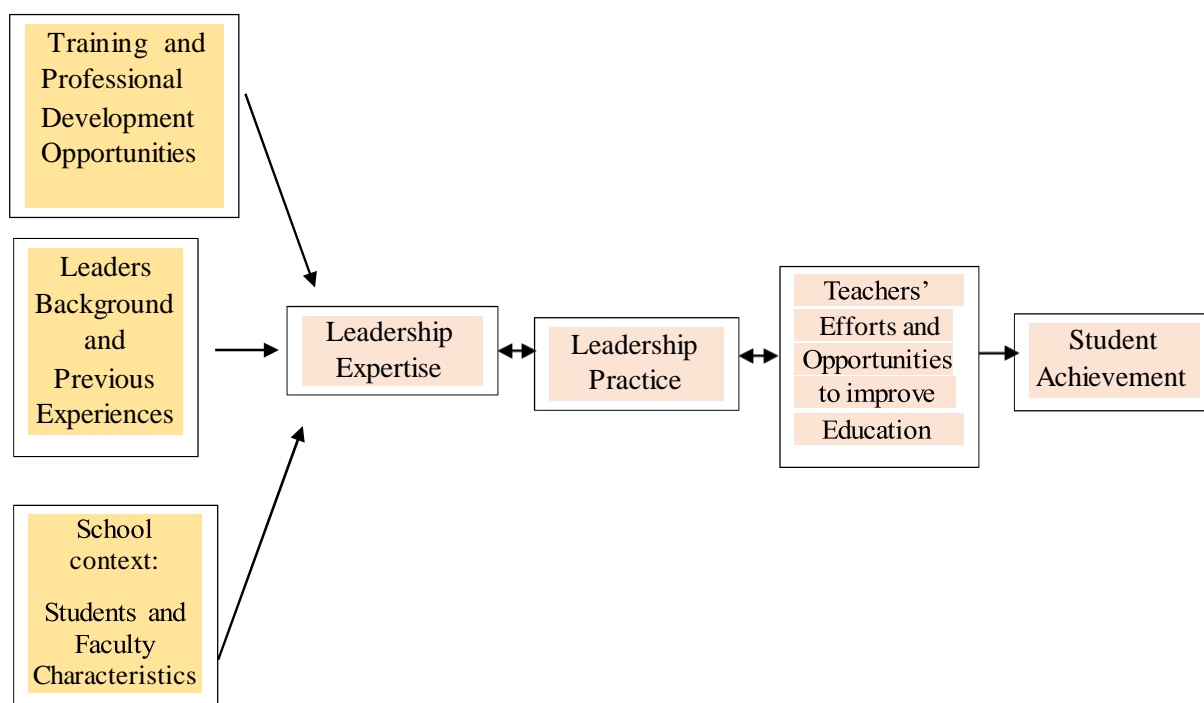 Training and
Professional
Development
Opportunities
Leaders
Background
and
Previous
Experiences
School
context:
Students and
Faculty
Characteristics
Leadership
Expertise
Leadership
Practice
Teachers’
Efforts and
Opportunities
to improve
Education
Student
Achievement